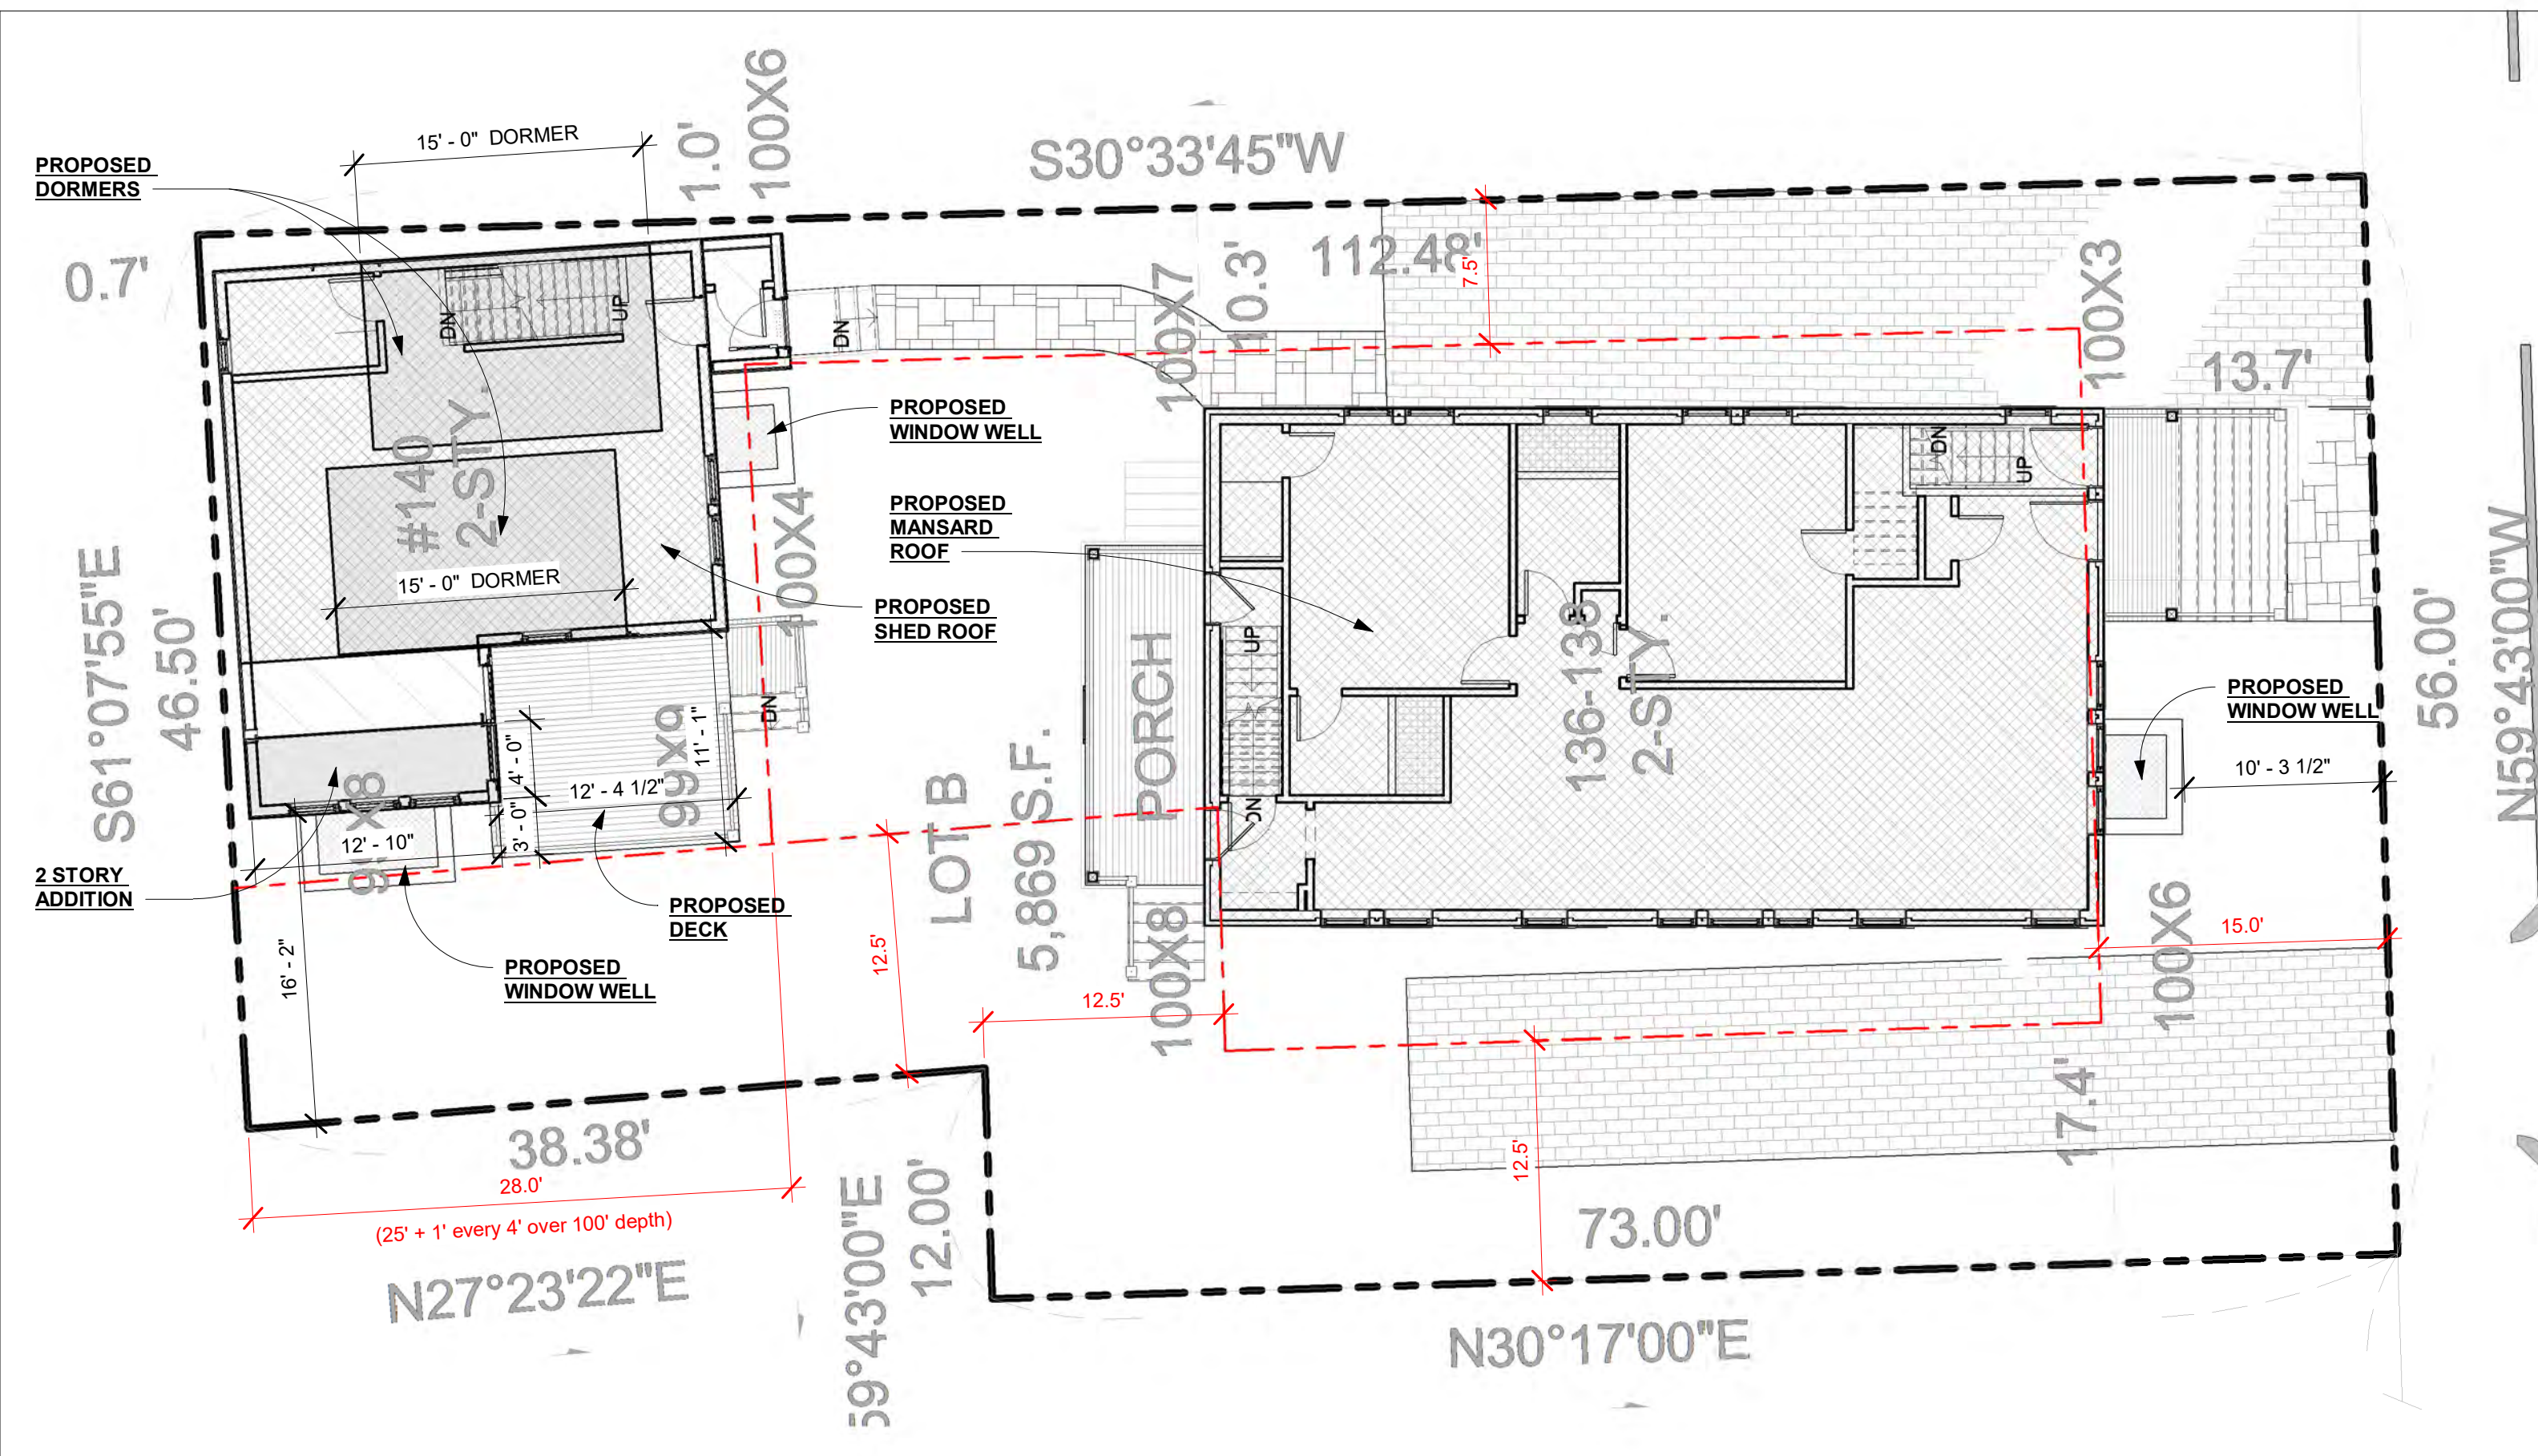 PROPOSED
DORMERS
15' - 0" DORMER
1.0'
100X6
S30°33'45"W
0.7'
DN
UP
DN
100X7
10.3'
112.48'
7.5'
100X3
13.7'
PROPOSED
WINDOW WELL
#140
2-STY.
PROPOSED
MANSARD
ROOF
DN
UP
100X4
15' - 0" DORMER
PROPOSED
SHED ROOF
S61°07'55"E
46.50'
UP
PORCH
136-138
2-STY.
56.00'
N59°43'00"W
PROPOSED
WINDOW WELL
10' - 3 1/2"
DN
99X9
11' - 1"
4' - 0"
12' - 4 1/2"
3' - 0"
12' - 10"
LOT B
5,869 S.F.
DN
2 STORY
ADDITION
PROPOSED
DECK
PROPOSED
WINDOW WELL
16' - 2"
12.5'
12.5'
100X8
100X6
15.0'
38.38'
28.0'
(25' + 1' every 4' over 100' depth)
N27°23'22"E
59°43'00"E
12.00'
12.5'
17.4'
73.00'
N30°17'00"E